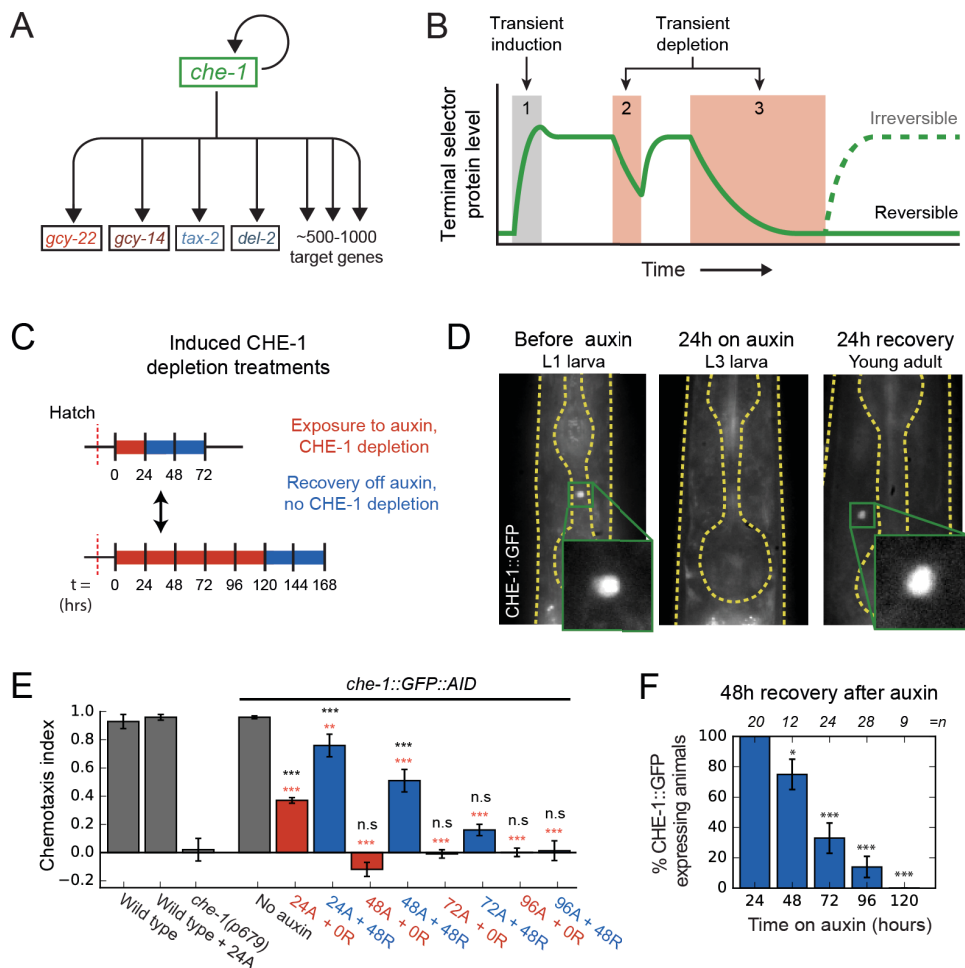 A
che-1
gcy-22
gcy-14
tax-2
del-2
~500-1000
target genes
B
Transient
induction
Transient
depletion
1
2
3
Irreversible
Reversible
Terminal selector
protein level
Time
C
Induced CHE-1
depletion treatments
Hatch
0 24 48 72
Exposure to auxin,
CHE-1 depletion
Recovery off auxin,
no CHE-1 depletion
t =
(hrs)
0 24 48 72 96 120 144 168
D
Before auxin
L1 larva
24h on auxin
L3 larva
24h recovery
Young adult
CHE-1::GFP
E
che-1::GFP::AID
Chemotaxis index
1.0
0.8
0.6
0.4
0.2
0.0
−0.2
***
***
***
**
n.s
***
***
***
n.s
***
n.s
***
n.s
***
n.s
***
Wild type
Wild type + 24A
che-1(p679)
No auxin
24A + 0R
24A + 48R
48A + 0R
48A + 48R
72A + 0R
72A + 48R
96A + 0R
96A + 48R
F
48h recovery after auxin
20 12 24 28 9 =n
% CHE-1::GFP
expressing animals
100
80
60
40
20
0
*
***
***
***
24 48 72 96 120
Time on auxin (hours)